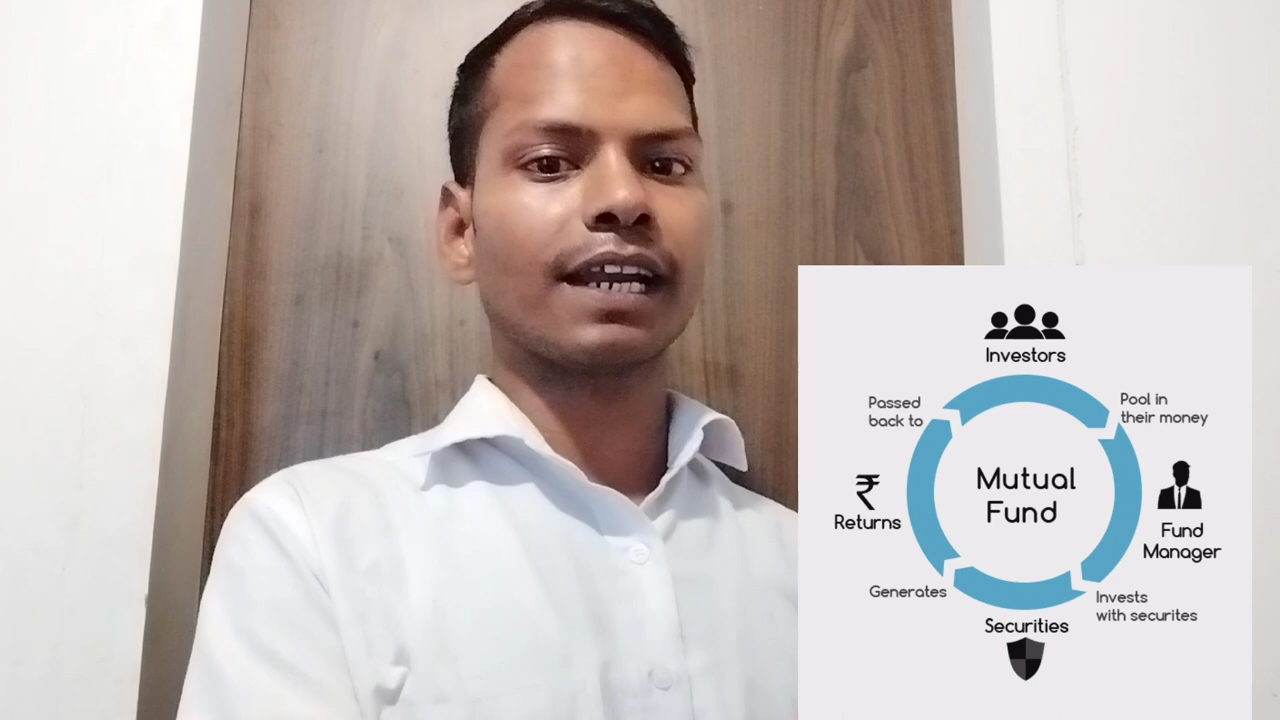 Investors
Pool in
their money
Passed
back to
Mutual
Fund
₹
Returns
Fund
Manager
Generates
Invests
with securites
Securities